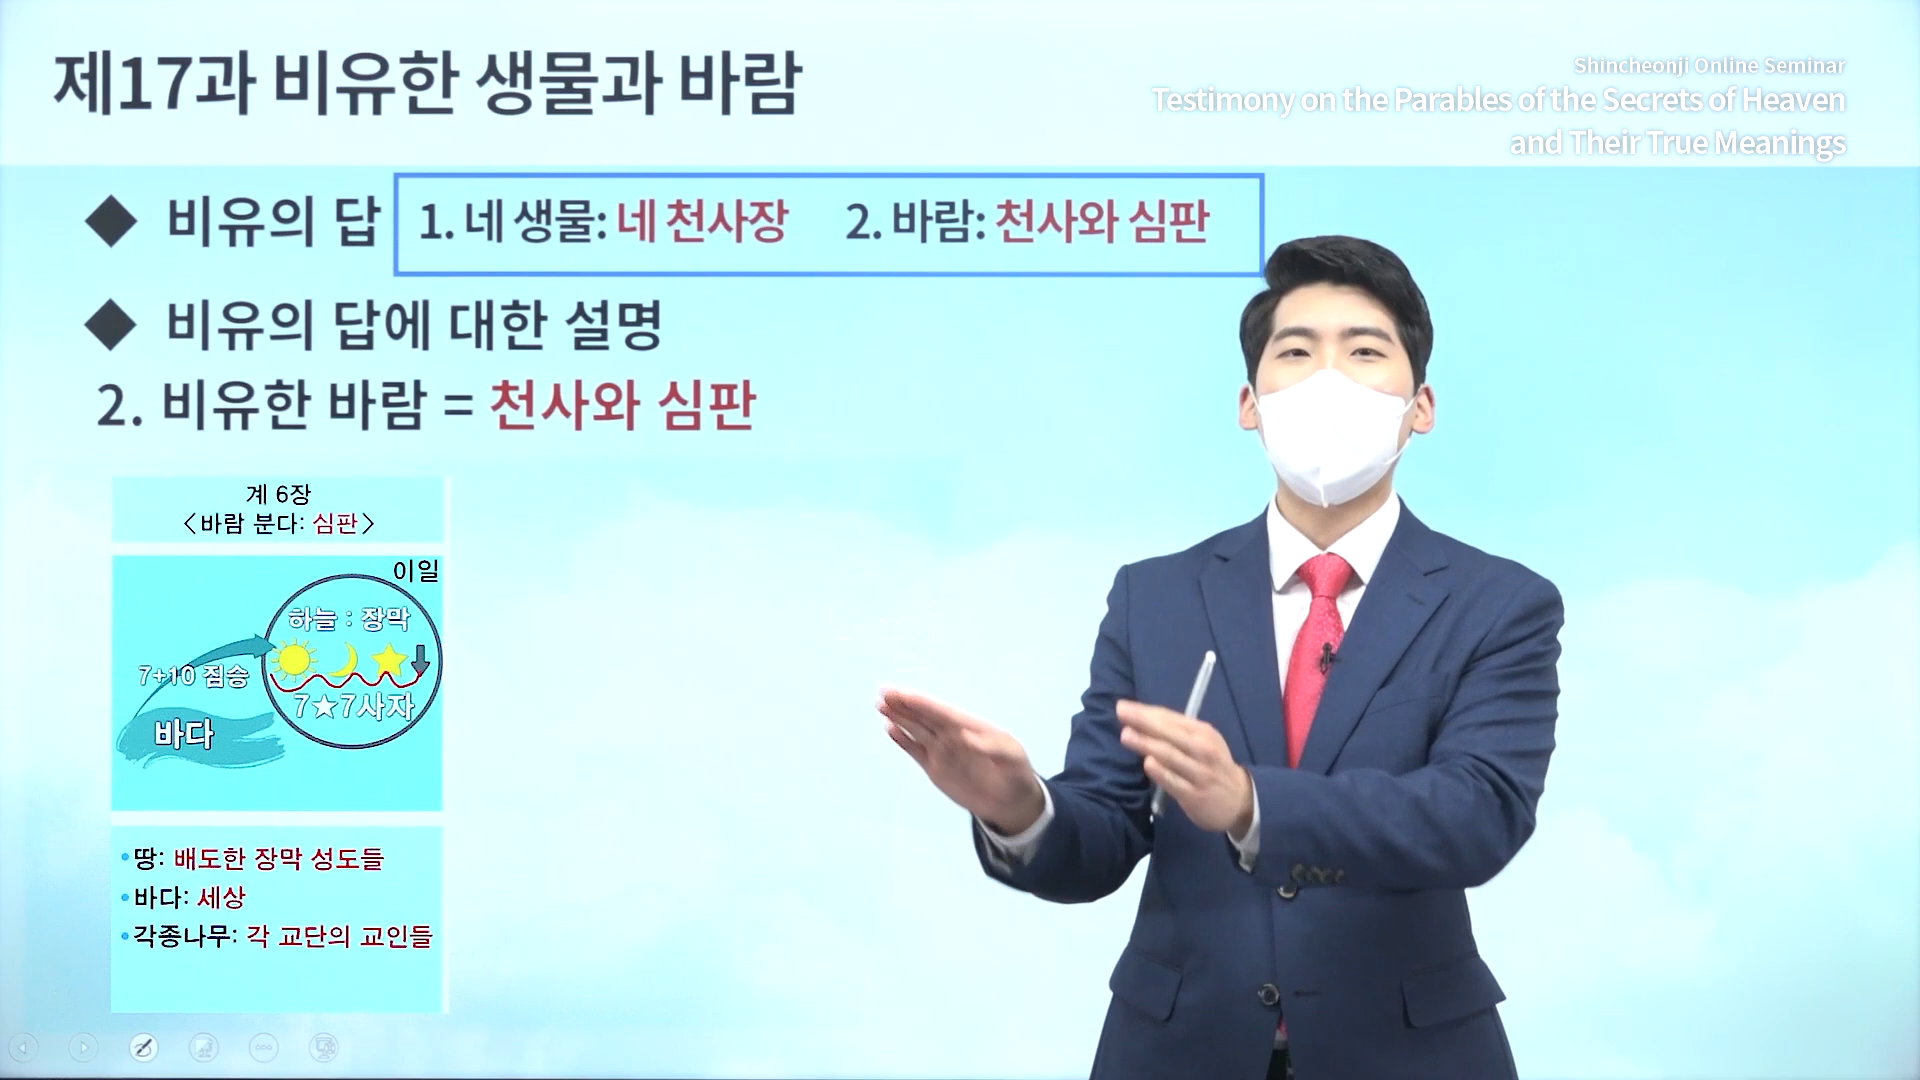 제17과 비유한 생물과 바람
Shincheonji Online Seminar
Testimony on the Parables of the Secrets of Heaven
and Their True Meanings
◆ 비유의 답 1. 네 생물: 네 천사장 2. 바람: 천사와 심판
◆ 비유의 답에 대한 설명
2. 비유한 바람 = 천사와 심판
계 6장
<바람 분다: 심판>
이일
하늘 : 장막
7+10 짐승
7★7사자
바다
•땅: 배도한 장막 성도들
•바다: 세상
•각종나무: 각 교단의 교인들